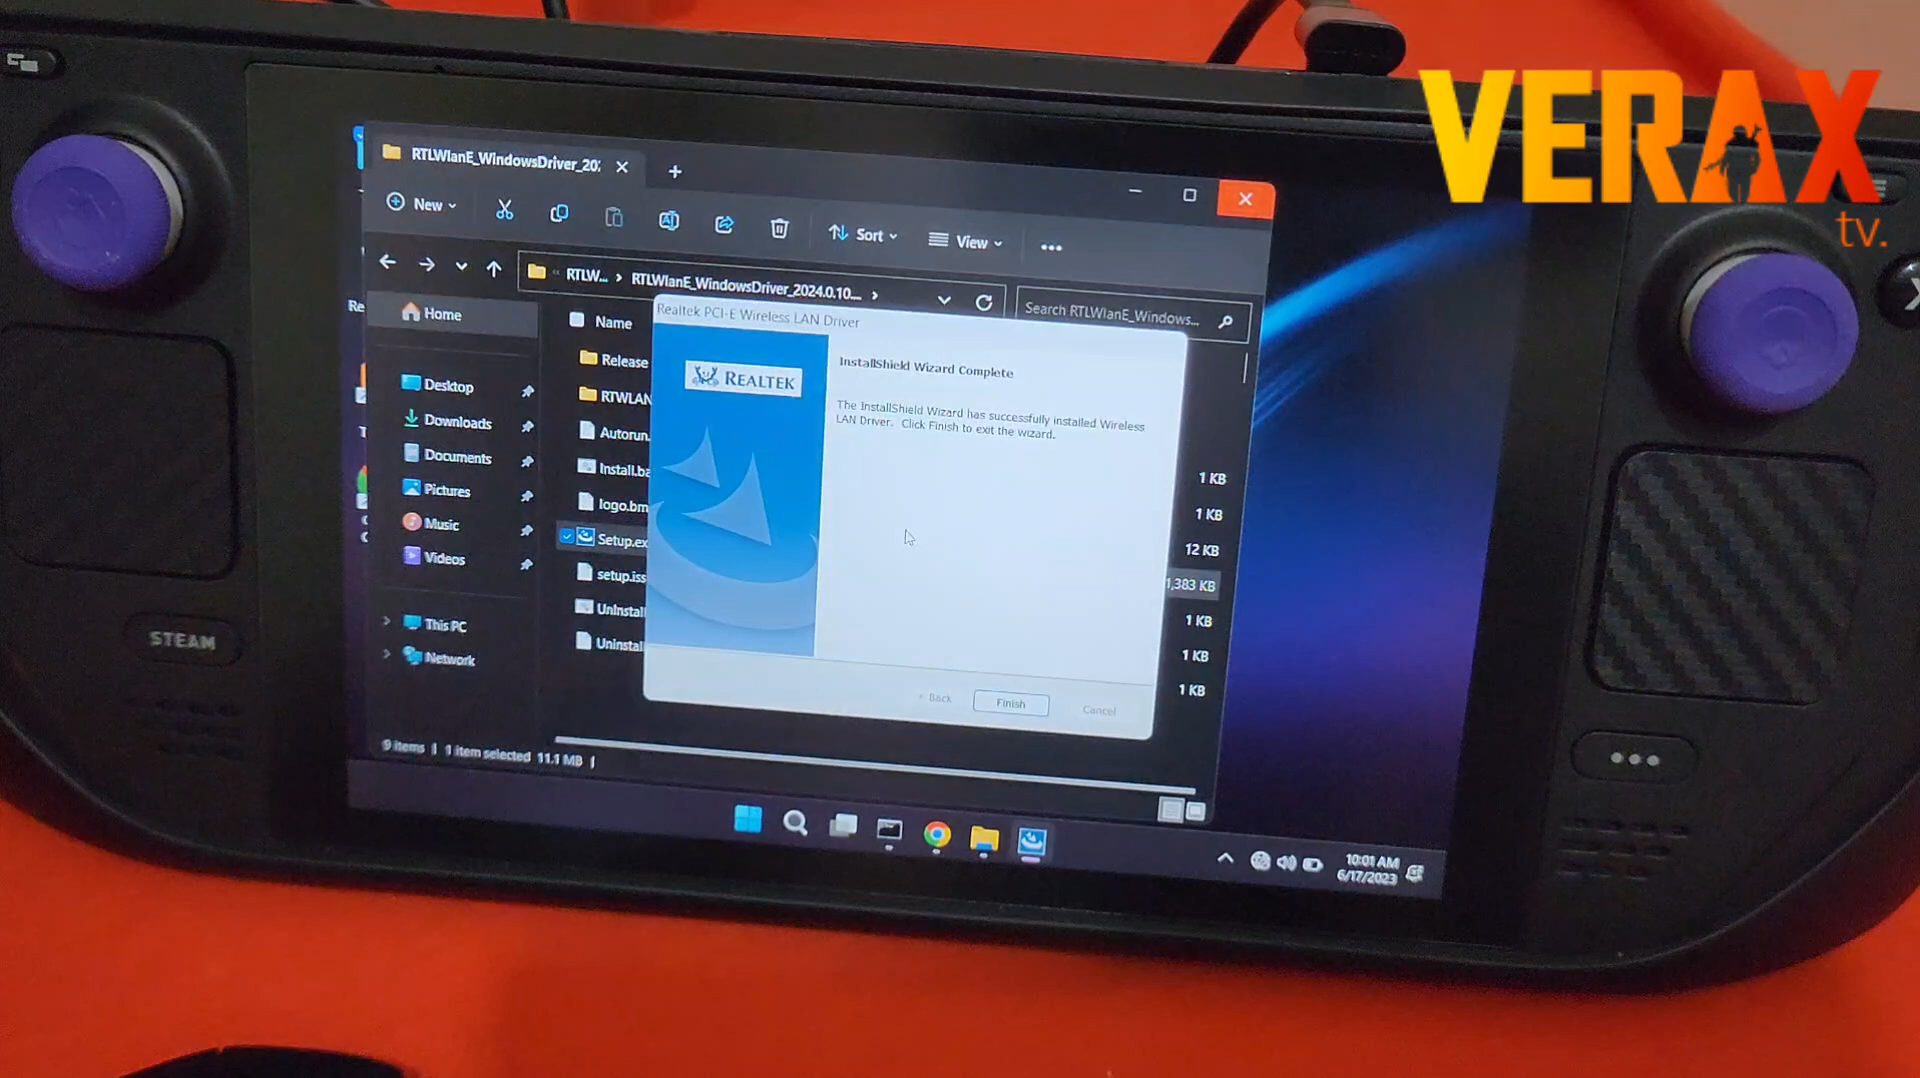 VERAX
tv.
RTLWlanE_WindowsDriver_202
New
Sort
View
RTLW...
RTLWlanE_WindowsDriver_2024.0.10....
Search RTLWlanE_Windows...
Home
Desktop
Downloads
Documents
Pictures
Music
Videos
This PC
Network
Name
Release
RTWLAN
Autorun.
Install.ba
logo.bm
Setup.ex
setup.iss
Uninstal
Uninstal
1 KB
1 KB
12 KB
1,383 KB
1 KB
1 KB
1 KB
Realtek PCI-E Wireless LAN Driver
REALTEK
InstallShield Wizard Complete
The InstallShield Wizard has successfully installed Wireless
LAN Driver. Click Finish to exit the wizard.
< Back
Finish
Cancel
9 items | 1 item selected 11.1 MB |
10:01 AM
6/17/2023
STEAM